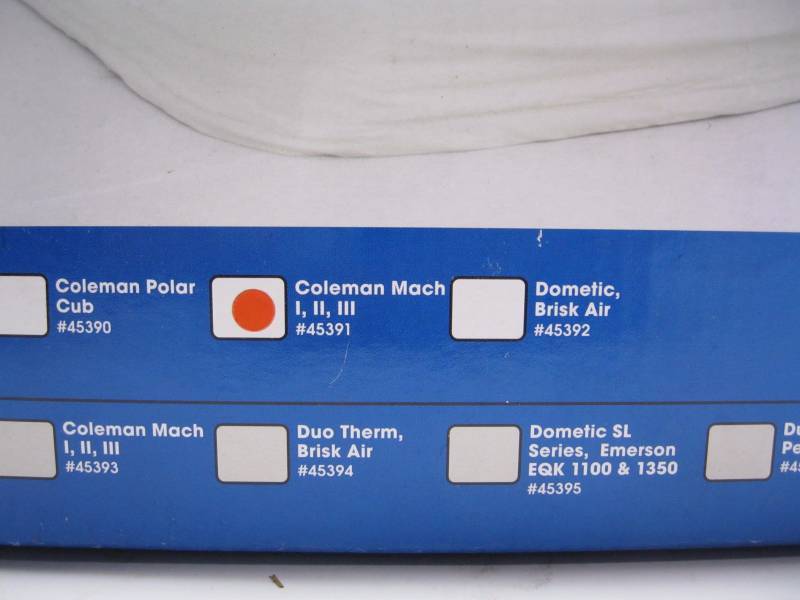 Coleman Polar
Cub
#45390
Coleman Mach
I, II, III
#45391
Dometic,
Brisk Air
#45392
Coleman Mach
I, II, III
#45393
Duo Therm,
Brisk Air
#45394
Dometic SL
Series, Emerson
EQK 1100 & 1350
#45395